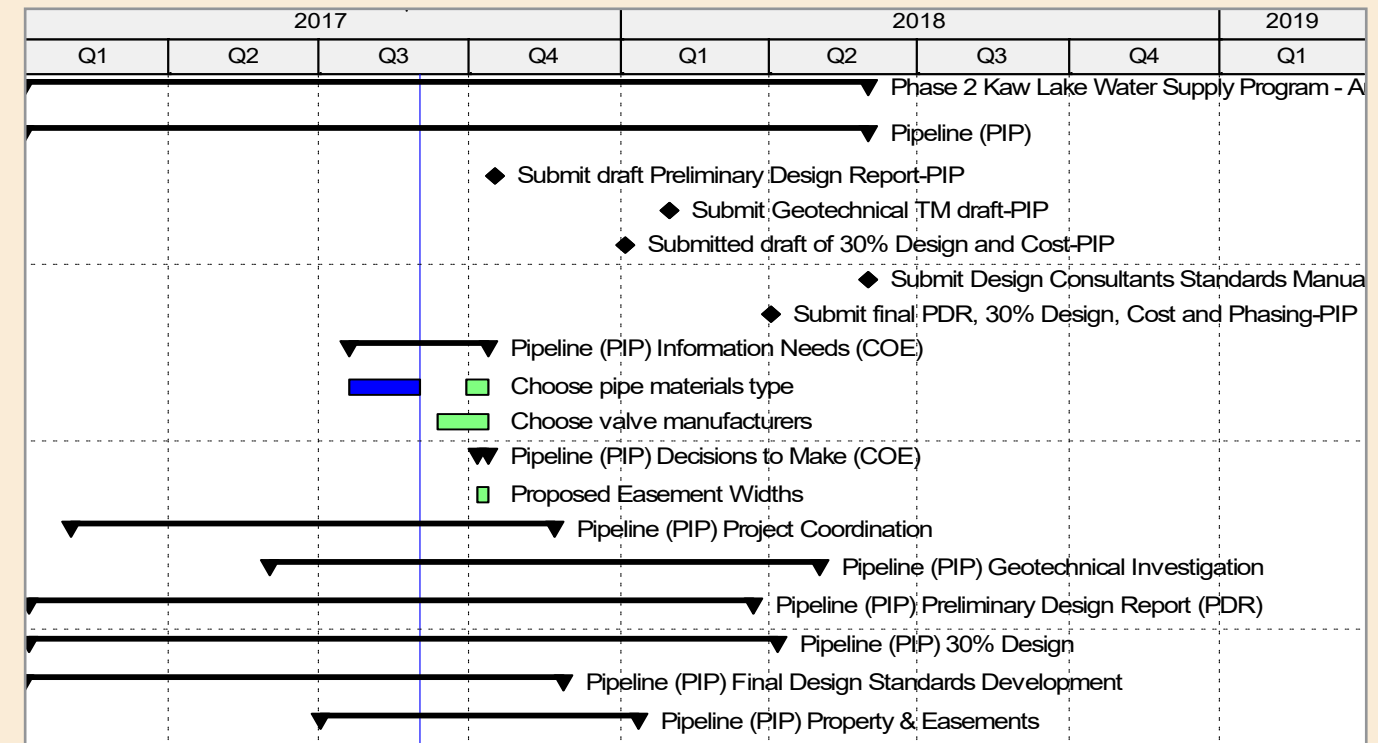 2017 2018 2019
Q1 Q2 Q3 Q4 Q1 Q2 Q3 Q4 Q1
Phase 2 Kaw Lake Water Supply Program - A
Pipeline (PIP)
Submit draft Preliminary Design Report-PIP
Submit Geotechnical TM draft-PIP
Submitted draft of 30% Design and Cost-PIP
Submit Design Consultants Standards Manua
Submit final PDR, 30% Design, Cost and Phasing-PIP
Pipeline (PIP) Information Needs (COE)
Choose pipe materials type
Choose valve manufacturers
Pipeline (PIP) Decisions to Make (COE)
Proposed Easement Widths
Pipeline (PIP) Project Coordination
Pipeline (PIP) Geotechnical Investigation
Pipeline (PIP) Preliminary Design Report (PDR)
Pipeline (PIP) 30% Design
Pipeline (PIP) Final Design Standards Development
Pipeline (PIP) Property & Easements